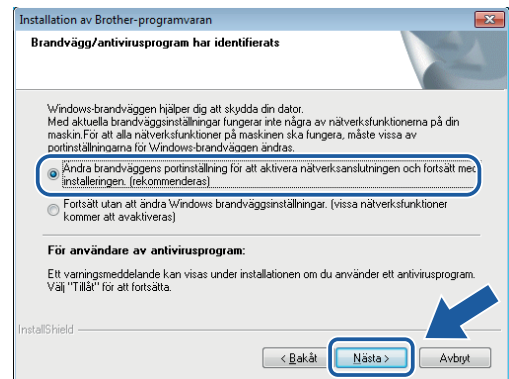 Installation av Brother-programvaran
Brandvägg/antivirusprogram har identifierats
Windows-brandväggen hjälper dig att skydda din dator.
Med aktuella brandväggsinställningar fungerar inte några av nätverksfunktionerna på din
maskin.För att alla nätverksfunktioner på maskinen ska fungera, måste vissa av
portinställningarna för Windows-brandväggen ändras.
Ändra brandväggens portinställning för att aktivera nätverksanslutningen och fortsätt med
installeringen. (rekommenderas)
Fortsätt utan att ändra Windows brandväggsinställningar. (vissa nätverksfunktioner
kommer att avaktiveras)
För användare av antivirusprogram:
Ett varningsmeddelande kan visas under installationen om du använder ett antivirusprogram.
Välj "Tillåt" för att fortsätta.
InstallShield
< Bakåt
Nästa >
Avbryt